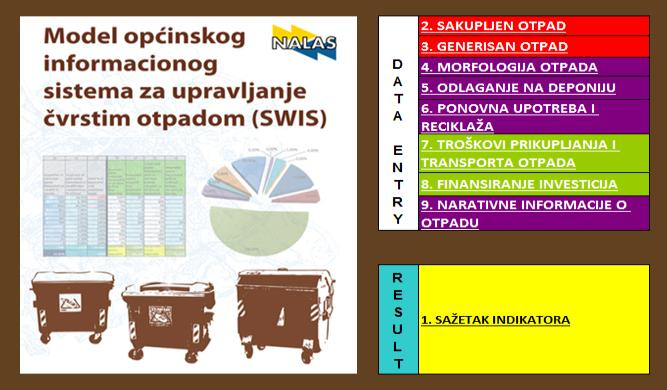 Model općinskog
informacionog
sistema za upravljanje
čvrstim otpadom (SWIS)
NALAS
DATA ENTRY
2. SAKUPLJEN OTPAD
3. GENERISAN OTPAD
4. MORFOLOGIJA OTPADA
5. ODLAGANJE NA DEPONIJU
6. PONOVNA UPOTREBA I
RECIKLAŽA
7. TROŠKOVI PRIKUPLJANJA I
TRANSPORTA OTPADA
8. FINANSIRANJE INVESTICIJA
9. NARATIVNE INFORMACIJE O
OTPADU
RESULT
1. SAŽETAK INDIKATORA